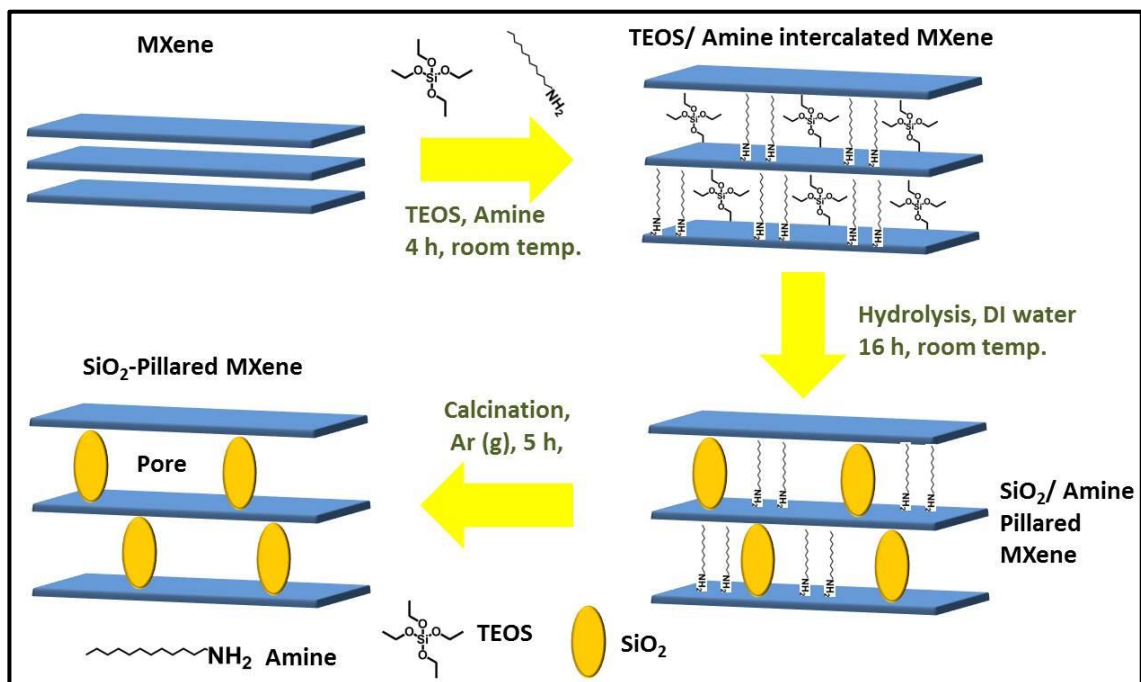 MXene
TEOS/ Amine intercalated MXene
TEOS, Amine
4 h, room temp.
Hydrolysis, DI water
16 h, room temp.
SiO₂/ Amine
Pillared
MXene
Calcination,
Ar (g), 5 h,
SiO₂-Pillared MXene
Pore
NH₂ Amine
TEOS
SiO₂